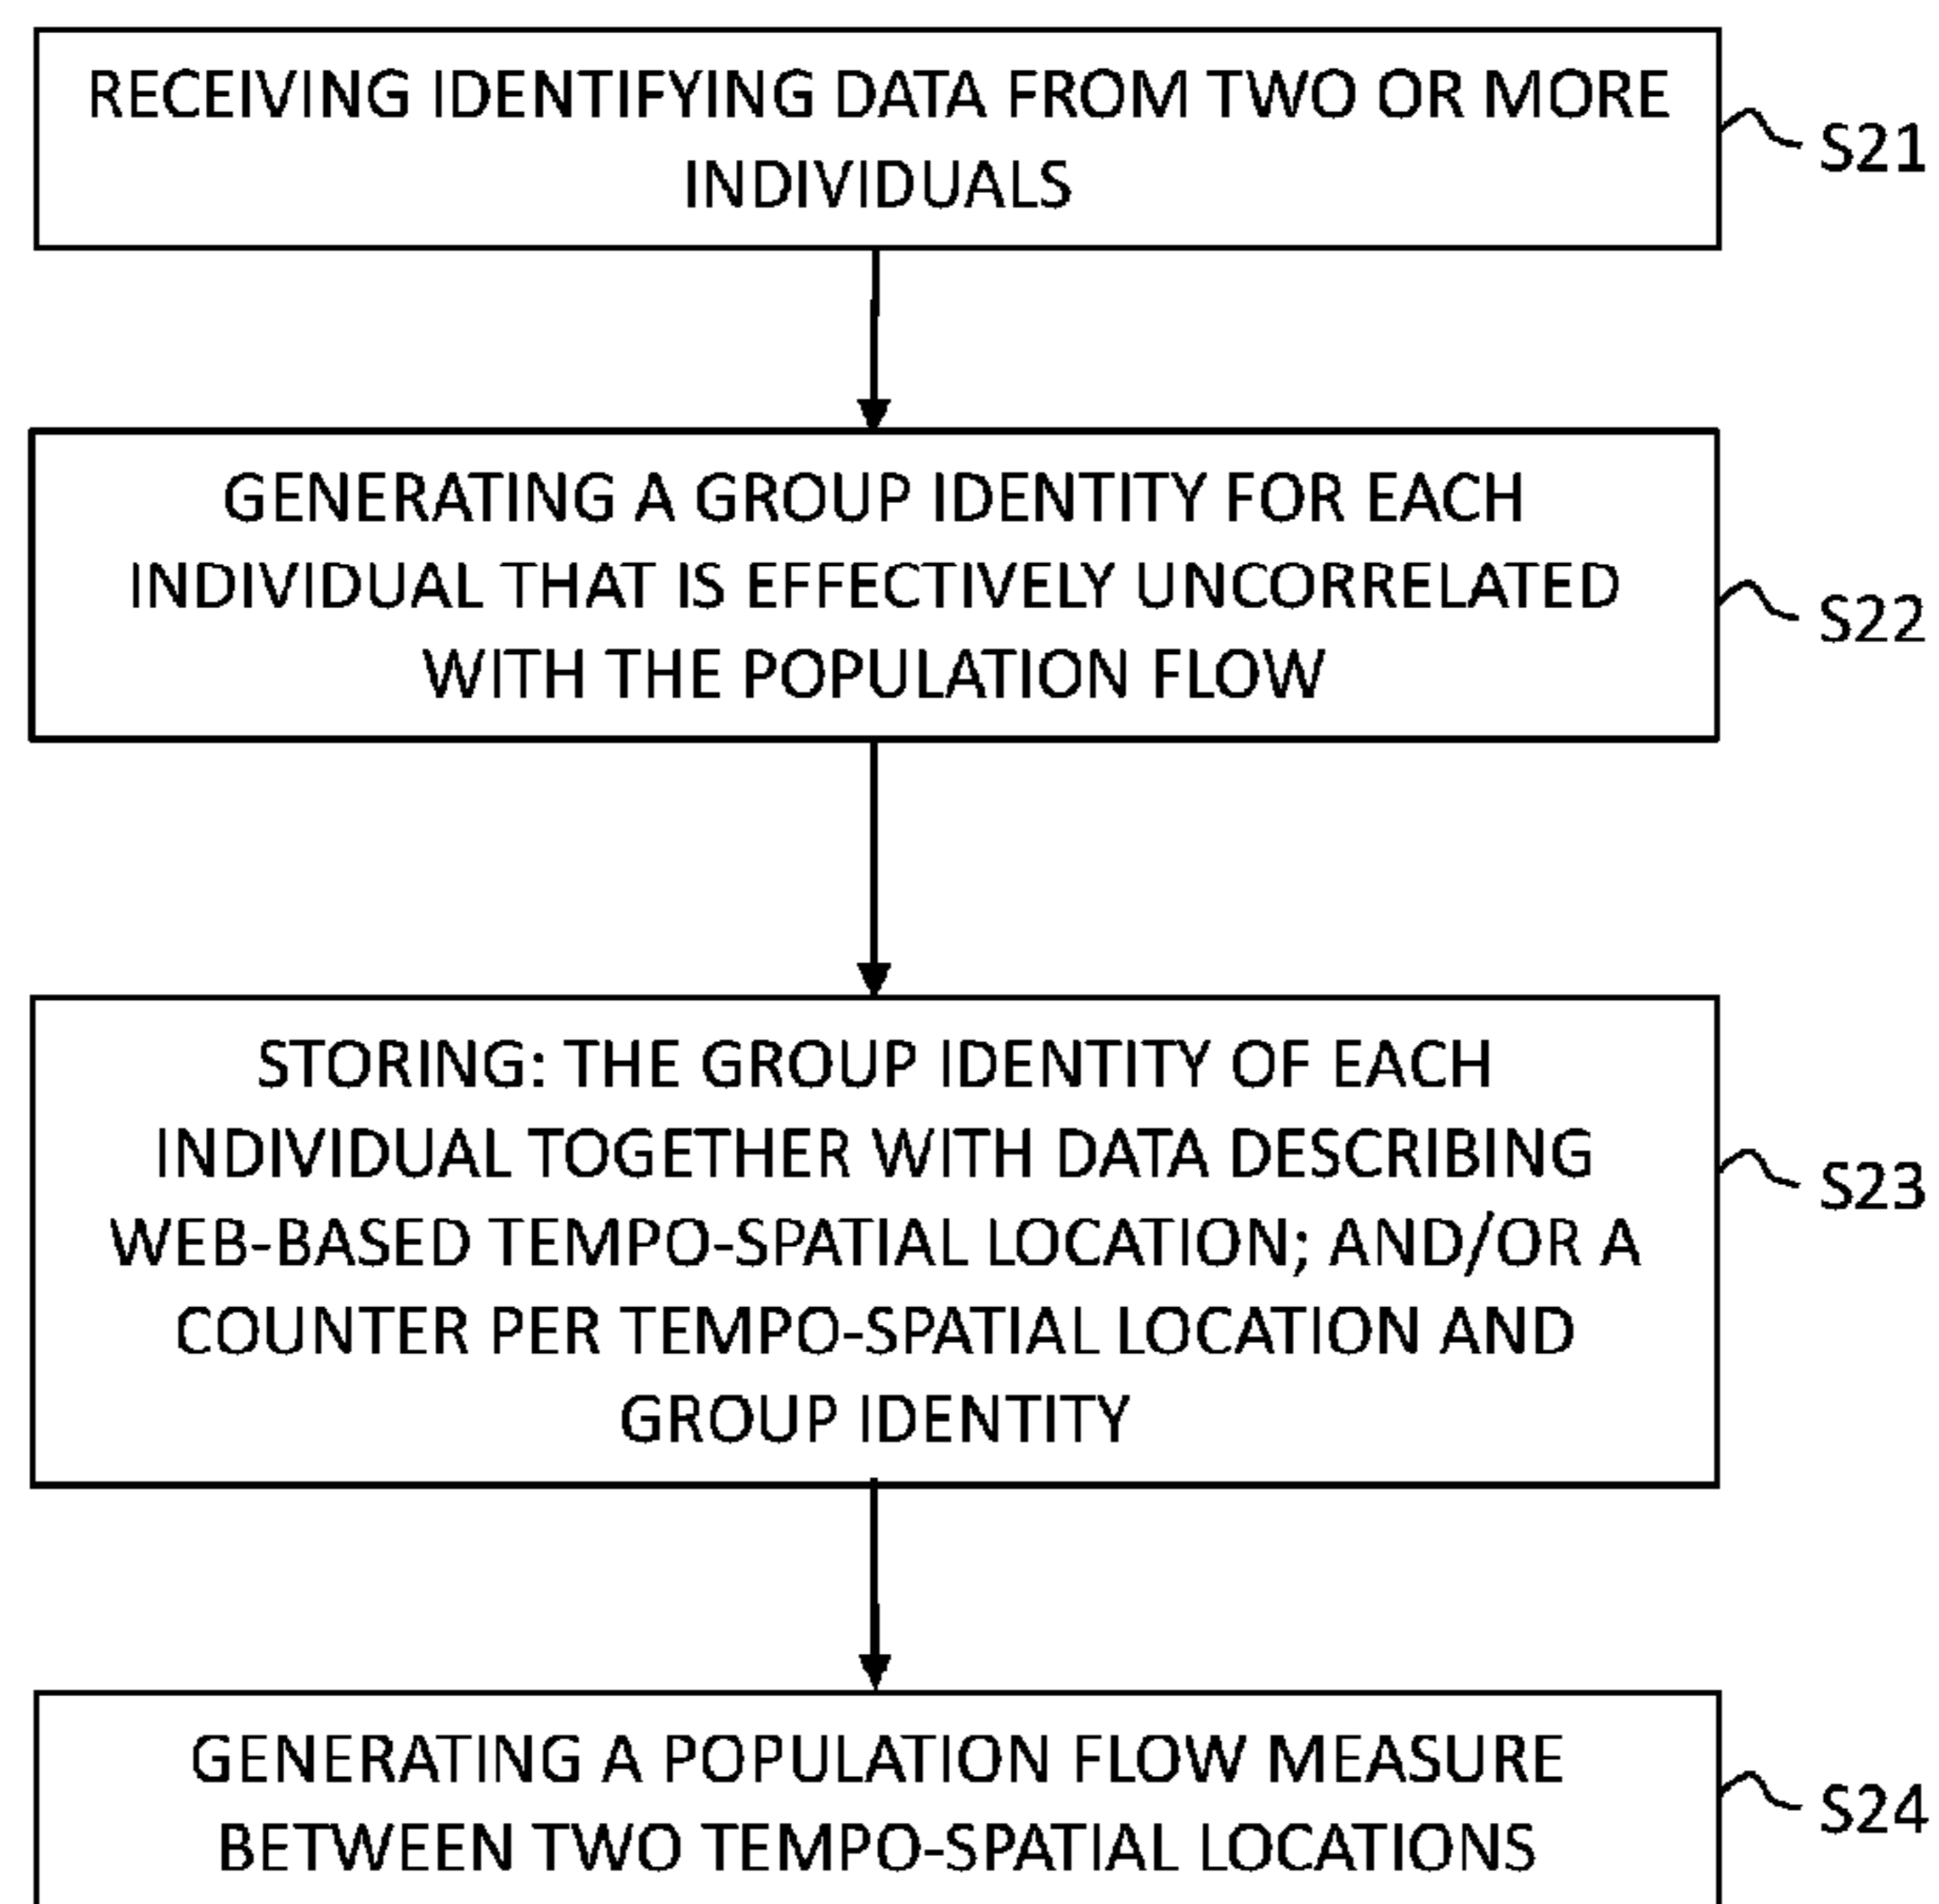 RECEIVING IDENTIFYING DATA FROM TWO OR MORE
INDIVIDUALS
S21
GENERATING A GROUP IDENTITY FOR EACH
INDIVIDUAL THAT IS EFFECTIVELY UNCORRELATED
WITH THE POPULATION FLOW
S22
STORING: THE GROUP IDENTITY OF EACH
INDIVIDUAL TOGETHER WITH DATA DESCRIBING
WEB-BASED TEMPO-SPATIAL LOCATION; AND/OR A
COUNTER PER TEMPO-SPATIAL LOCATION AND
GROUP IDENTITY
S23
GENERATING A POPULATION FLOW MEASURE
BETWEEN TWO TEMPO-SPATIAL LOCATIONS
S24